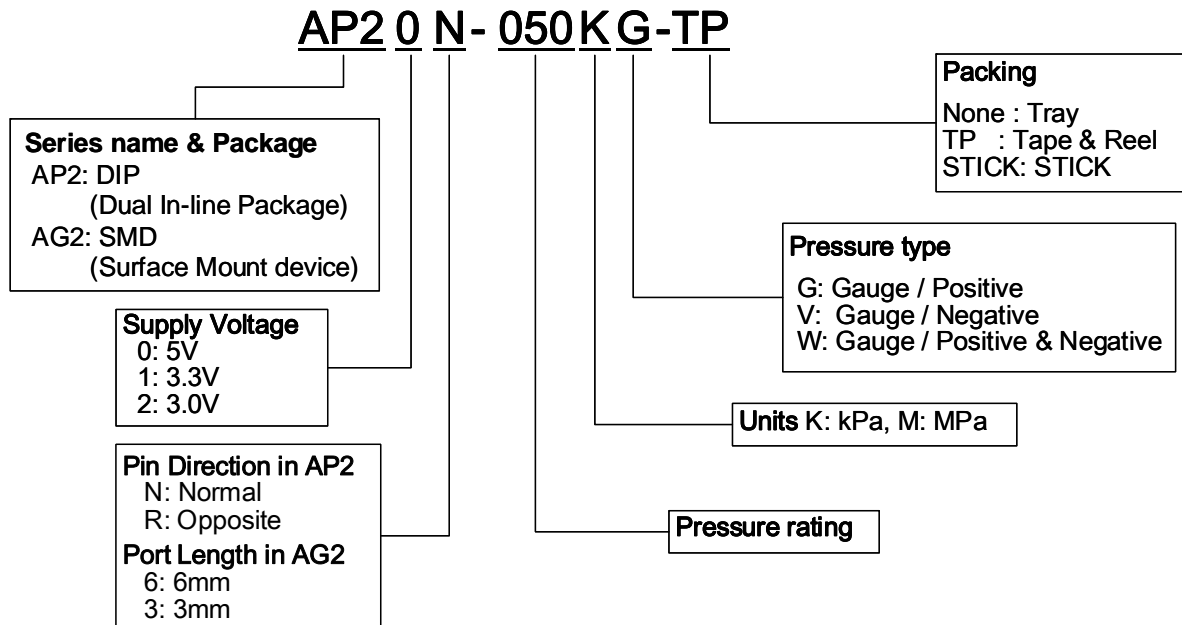 AP2 0 N - 050 K G -TP
Packing
None : Tray
TP : Tape & Reel
STICK: STICK
Series name & Package
AP2: DIP
(Dual In-line Package)
AG2: SMD
(Surface Mount device)
Pressure type
G: Gauge / Positive
V: Gauge / Negative
W: Gauge / Positive & Negative
Supply Voltage
0: 5V
1: 3.3V
2: 3.0V
Units K: kPa, M: MPa
Pin Direction in AP2
N: Normal
R: Opposite
Port Length in AG2
6: 6mm
3: 3mm
Pressure rating